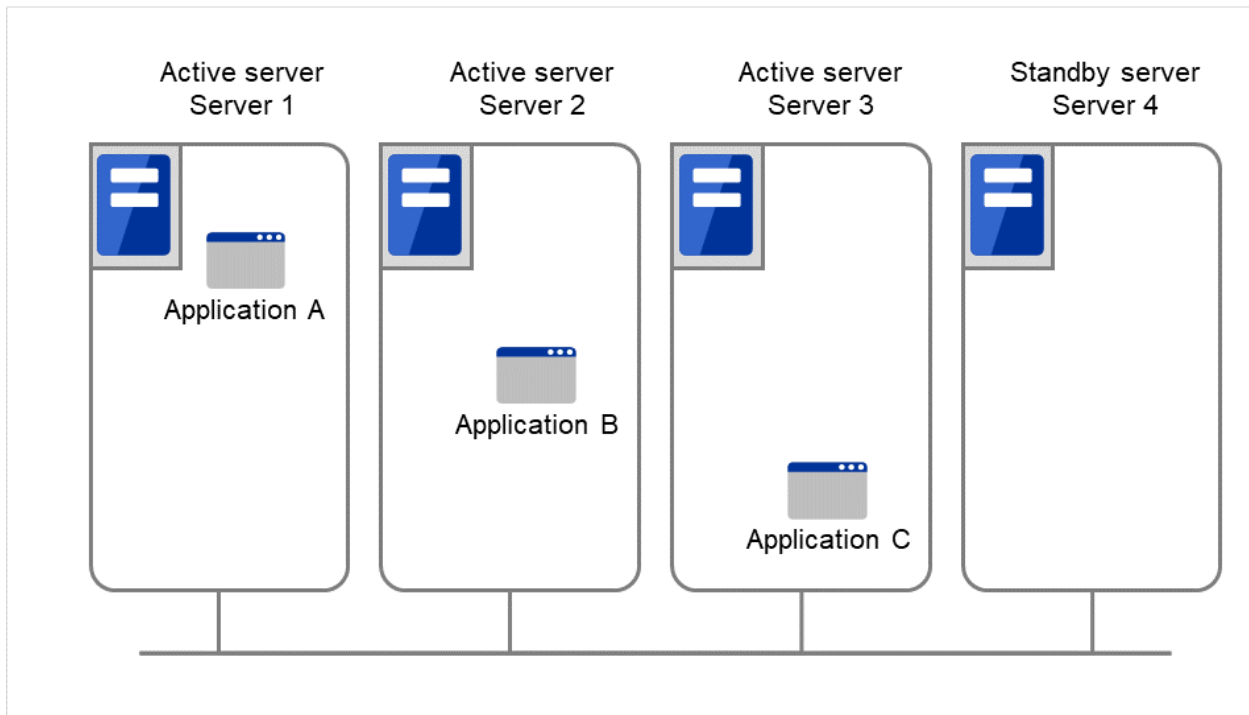 Active server
Server 1
Active server
Server 2
Active server
Server 3
Standby server
Server 4
Application A
Application B
Application C